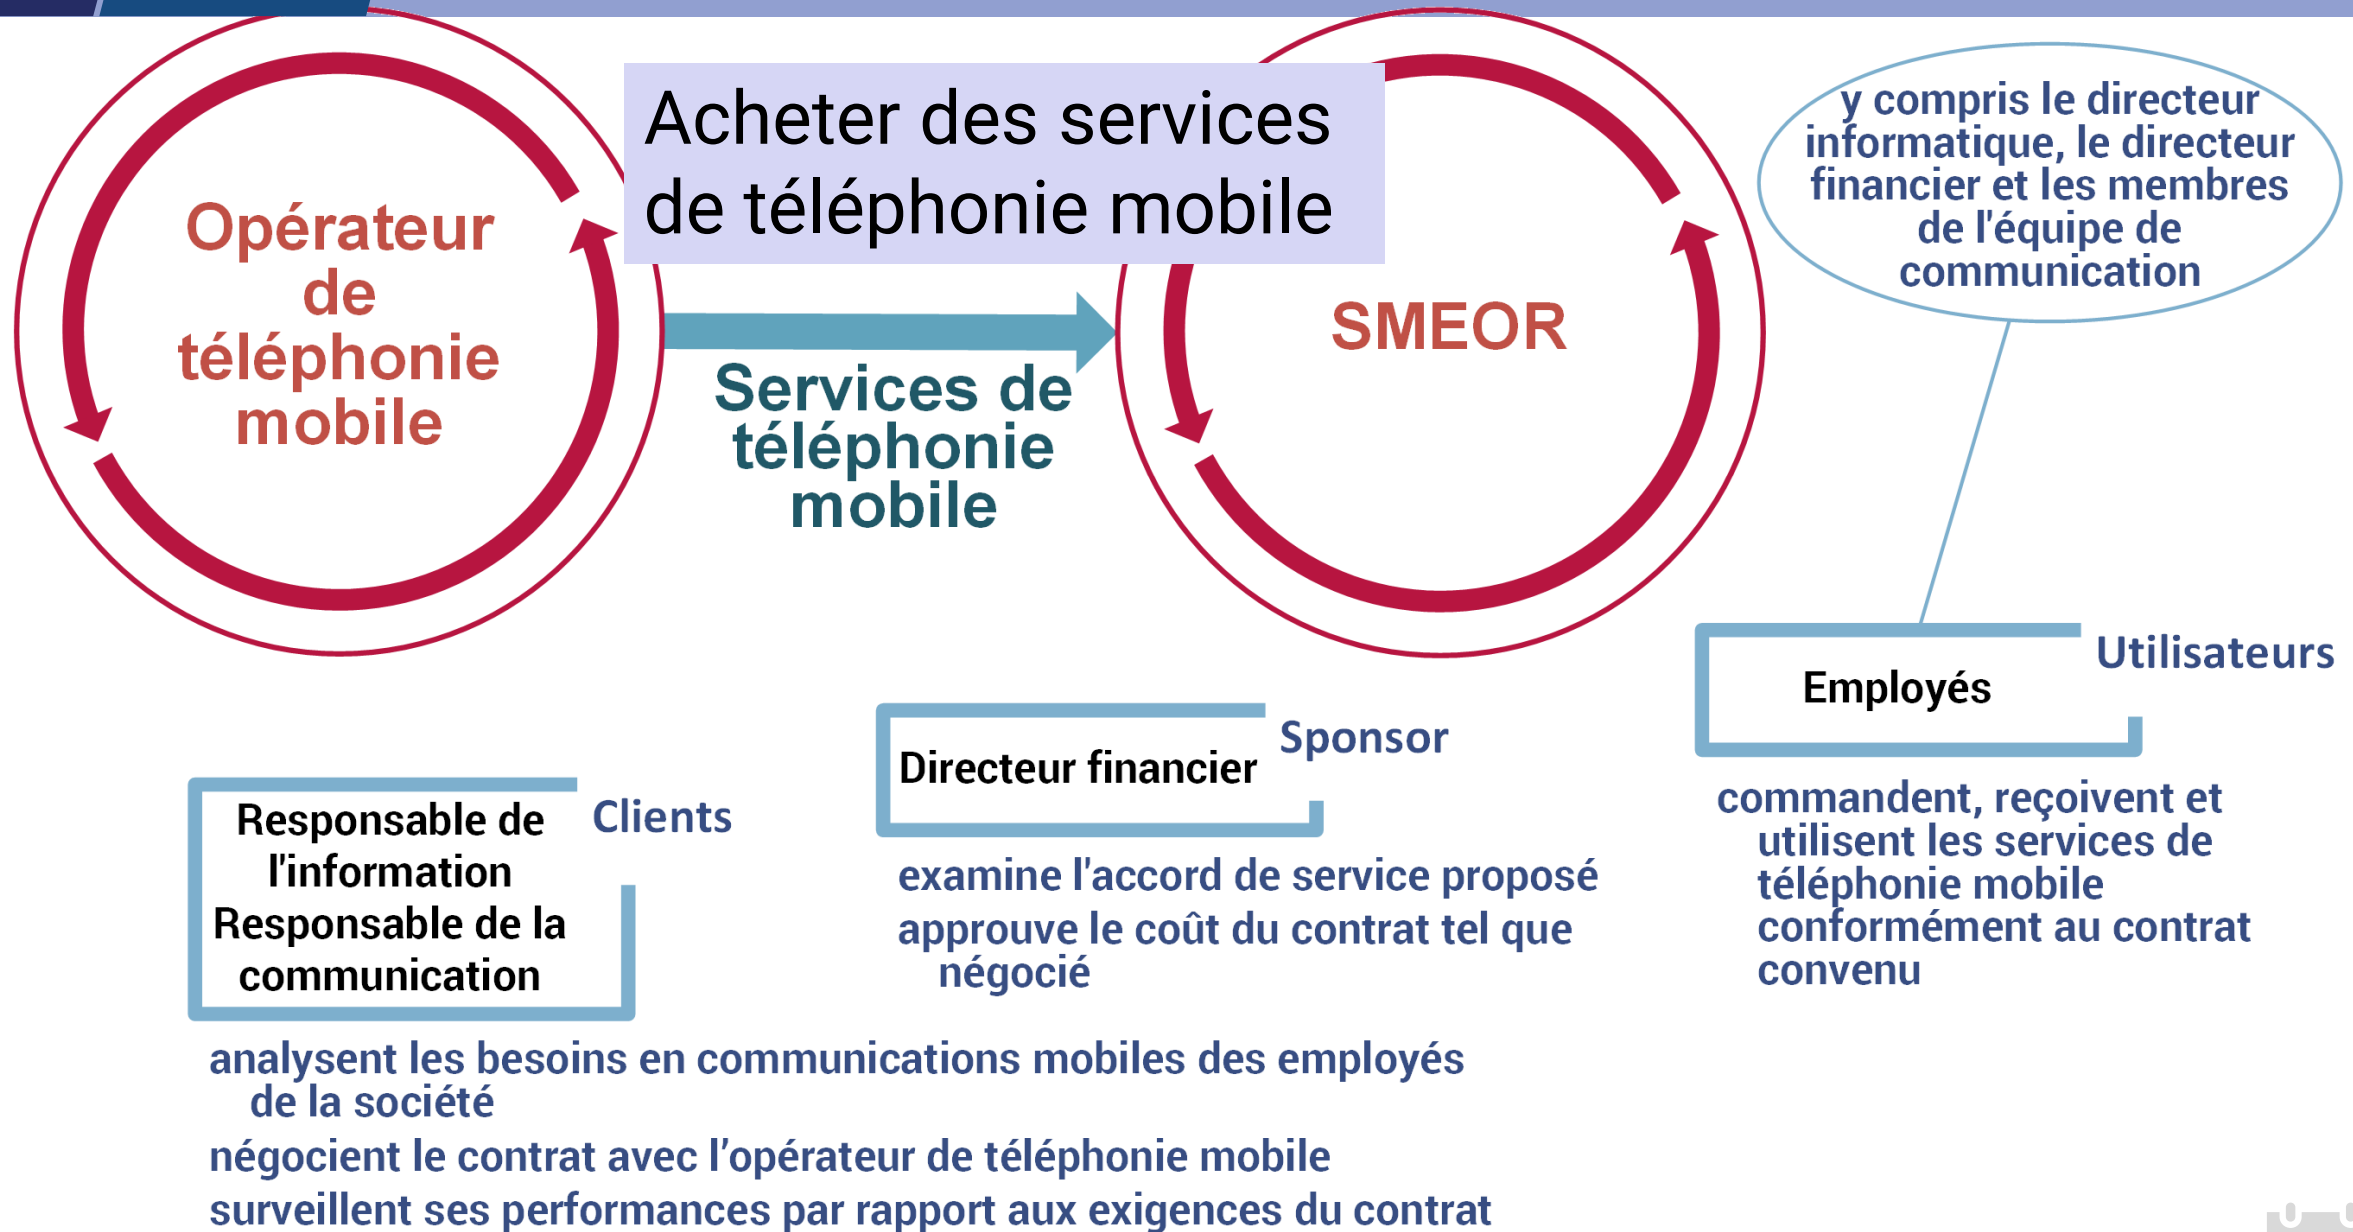 Acheter des services
de téléphonie mobile
Opérateur
de
téléphonie
mobile
Services de
téléphonie
mobile
SMEOR
y compris le directeur
informatique, le directeur
financier et les membres
de l'équipe de
communication
Employés
Utilisateurs
commandent, reçoivent et
utilisent les services de
téléphonie mobile
conformément au contrat
convenu
Directeur financier
Sponsor
examine l'accord de service proposé
approuve le coût du contrat tel que
négocié
Responsable de
l'information
Responsable de la
communication
Clients
analysent les besoins en communications mobiles des employés
de la société
négocient le contrat avec l’opérateur de téléphonie mobile
surveillent ses performances par rapport aux exigences du contrat